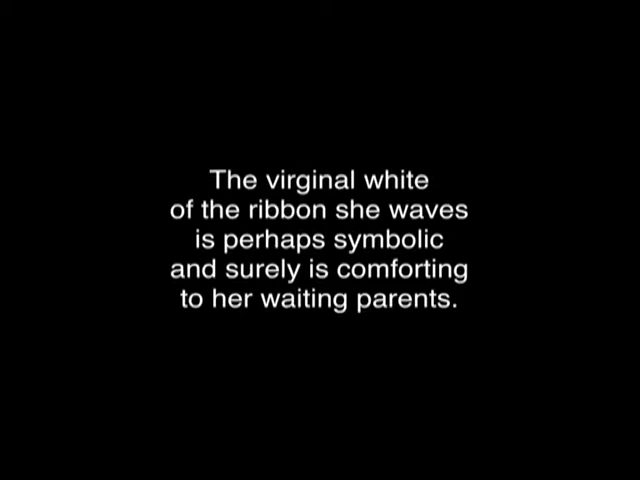 The virginal white
of the ribbon she waves
is perhaps symbolic
and surely is comforting
to her waiting parents.